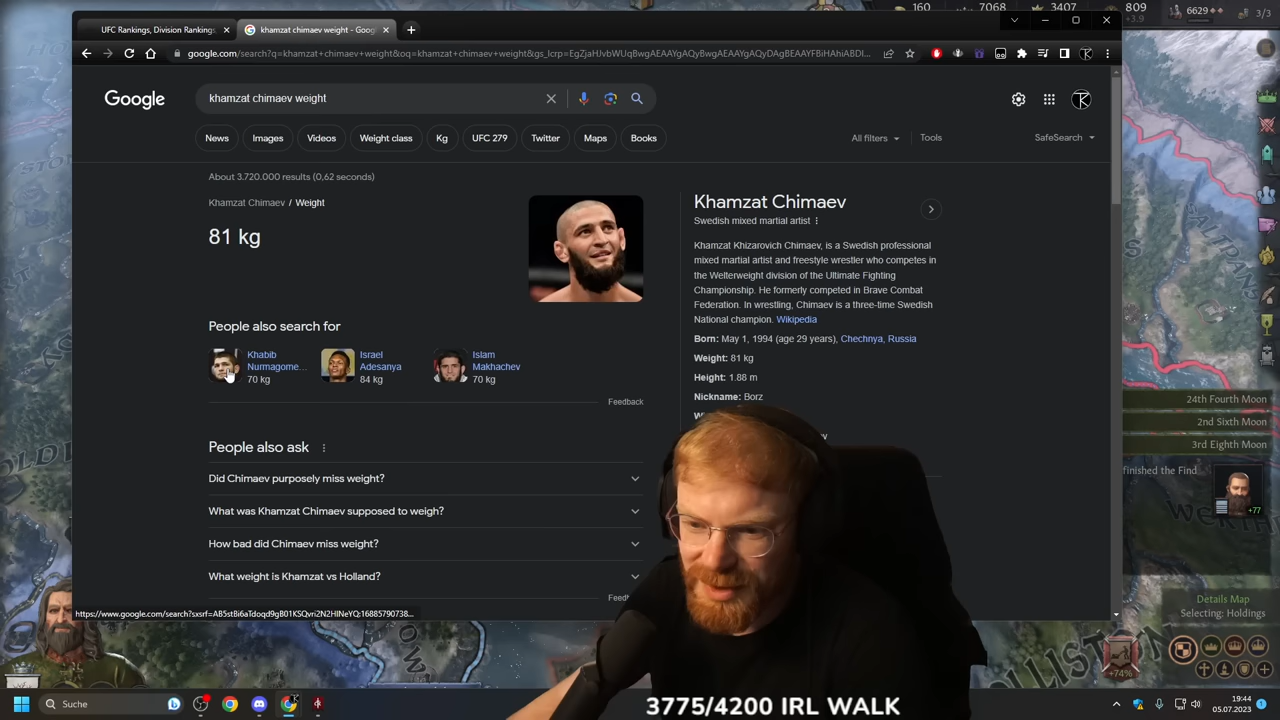 160
7068
3407
809
+3.9
6629
3/3
UFC Rankings, Division Rankings,
khamzat chimaev weight - Goog
google.com/search?q=khamzat+chimaev+weight&oq=khamzat+chimaev+weight&gs_lcrp=EgZjaHJvbWUqBwgAEAAYgAQyBwgAEAAYgAQyDAgBEAAYFBiHAhiABDI...
Google
khamzat chimaev weight
News
Images
Videos
Weight class
Kg
UFC 279
Twitter
Maps
Books
All filters
Tools
SafeSearch
About 3.720.000 results (0,62 seconds)
Khamzat Chimaev / Weight
81 kg
People also search for
Khabib
Nurmagome...
70 kg
Israel
Adesanya
84 kg
Islam
Makhachev
70 kg
Feedback
People also ask
Did Chimaev purposely miss weight?
What was Khamzat Chimaev supposed to weigh?
How bad did Chimaev miss weight?
What weight is Khamzat vs Holland?
Khamzat Chimaev
Swedish mixed martial artist
Khamzat Khizarovich Chimaev, is a Swedish professional
mixed martial artist and freestyle wrestler who competes in
the Welterweight division of the Ultimate Fighting
Championship. He formerly competed in Brave Combat
Federation. In wrestling, Chimaev is a three-time Swedish
National champion. Wikipedia
Born: May 1, 1994 (age 29 years), Chechnya, Russia
Weight: 81 kg
Height: 1.88 m
Nickname: Borz
24th Fourth Moon
2nd Sixth Moon
3rd Eighth Moon
finished the Find
+77
Details Map
Selecting: Holdings
+74%
3775/4200 IRL WALK
Suche
19:44
05.07.2023